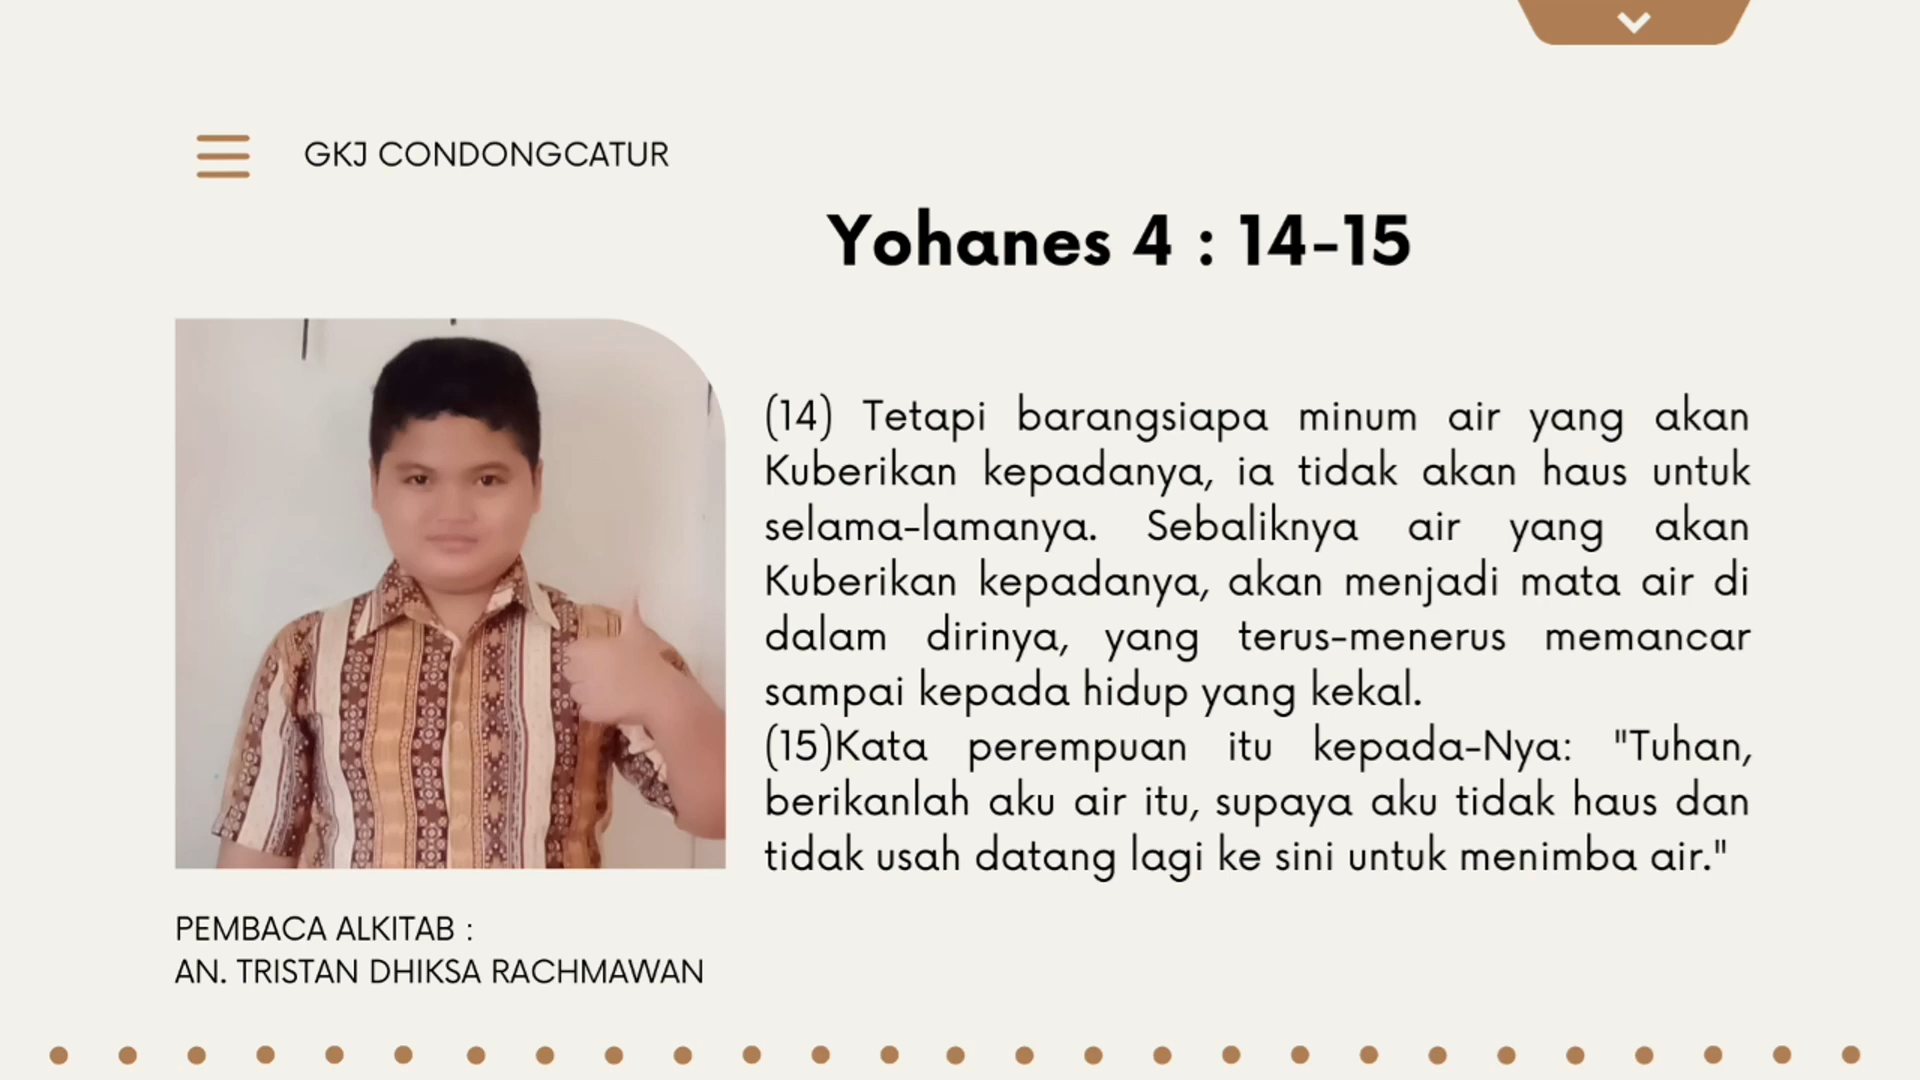 GKJ CONDONGCATUR
Yohanes 4 : 14-15
(14) Tetapi barangsiapa minum air yang akan
Kuberikan kepadanya, ia tidak akan haus untuk
selama-lamanya. Sebaliknya air yang akan
Kuberikan kepadanya, akan menjadi mata air di
dalam dirinya, yang terus-menerus memancar
sampai kepada hidup yang kekal.
(15)Kata perempuan itu kepada-Nya: "Tuhan,
berikanlah aku air itu, supaya aku tidak haus dan
tidak usah datang lagi ke sini untuk menimba air."
PEMBACA ALKITAB :
AN. TRISTAN DHIKSA RACHMAWAN